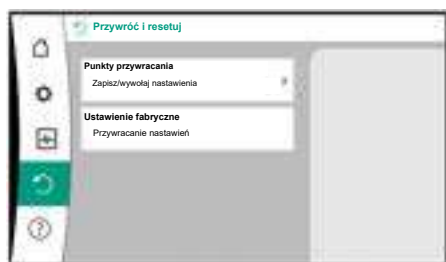 Przywróć i resetuj
Punkty przywracania
Zapisz/wywołaj nastawienia
Ustawienie fabryczne
Przywracanie nastawień